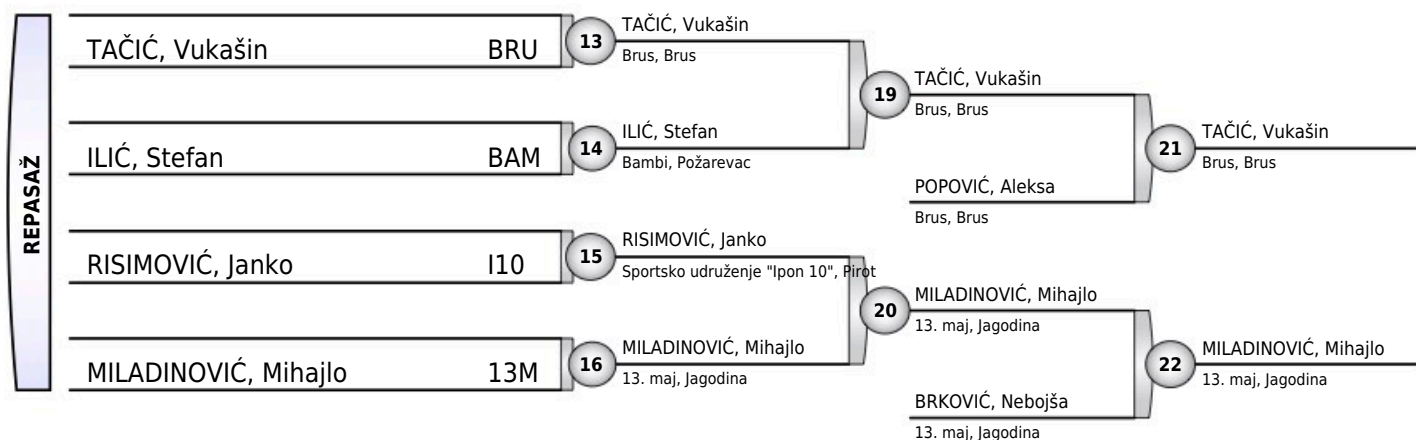 REPASAŽ
TAČIĆ, Vukašin BRU
ILIĆ, Stefan BAM
RISIMOVIĆ, Janko I10
MILADINOVIĆ, Mihajlo 13M
13
TAČIĆ, Vukašin
Brus, Brus
14
ILIĆ, Stefan
Bambi, Požarevac
15
RISIMOVIĆ, Janko
Sportsko udruženje "Ipon 10", Pirot
16
MILADINOVIĆ, Mihajlo
13. maj, Jagodina
19
TAČIĆ, Vukašin
Brus, Brus
POPOVIĆ, Aleksa
Brus, Brus
20
MILADINOVIĆ, Mihajlo
13. maj, Jagodina
BRKOVIĆ, Nebojša
13. maj, Jagodina
21
TAČIĆ, Vukašin
Brus, Brus
22
MILADINOVIĆ, Mihajlo
13. maj, Jagodina